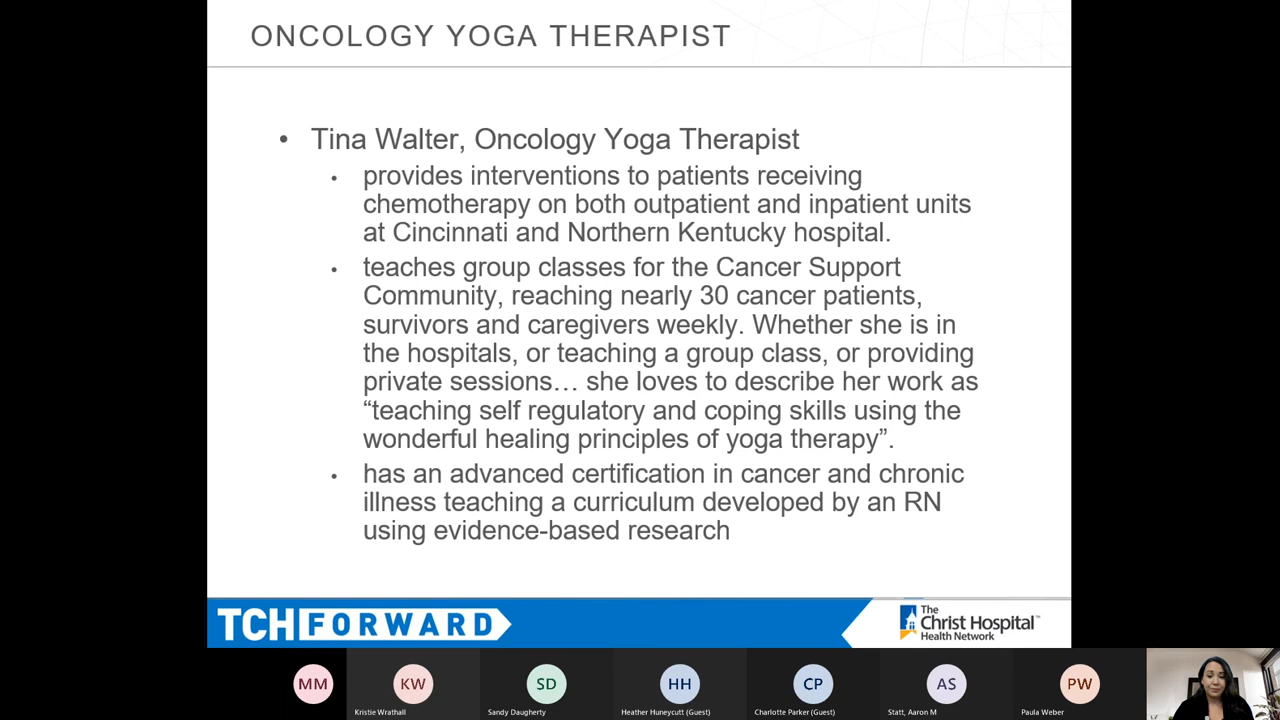 ONCOLOGY YOGA THERAPIST
• Tina Walter, Oncology Yoga Therapist
• provides interventions to patients receiving
chemotherapy on both outpatient and inpatient units
at Cincinnati and Northern Kentucky hospital.
• teaches group classes for the Cancer Support
Community, reaching nearly 30 cancer patients,
survivors and caregivers weekly. Whether she is in
the hospitals, or teaching a group class, or providing
private sessions… she loves to describe her work as
“teaching self regulatory and coping skills using the
wonderful healing principles of yoga therapy”.
• has an advanced certification in cancer and chronic
illness teaching a curriculum developed by an RN
using evidence-based research
TCH FORWARD
The
Christ Hospital™
Health Network
MM
KW
SD
HH
CP
AS
PW
Kristie Wrathall
Sandy Daugherty
Heather Huneycutt (Guest)
Charlotte Parker (Guest)
Statt, Aaron M
Paula Weber